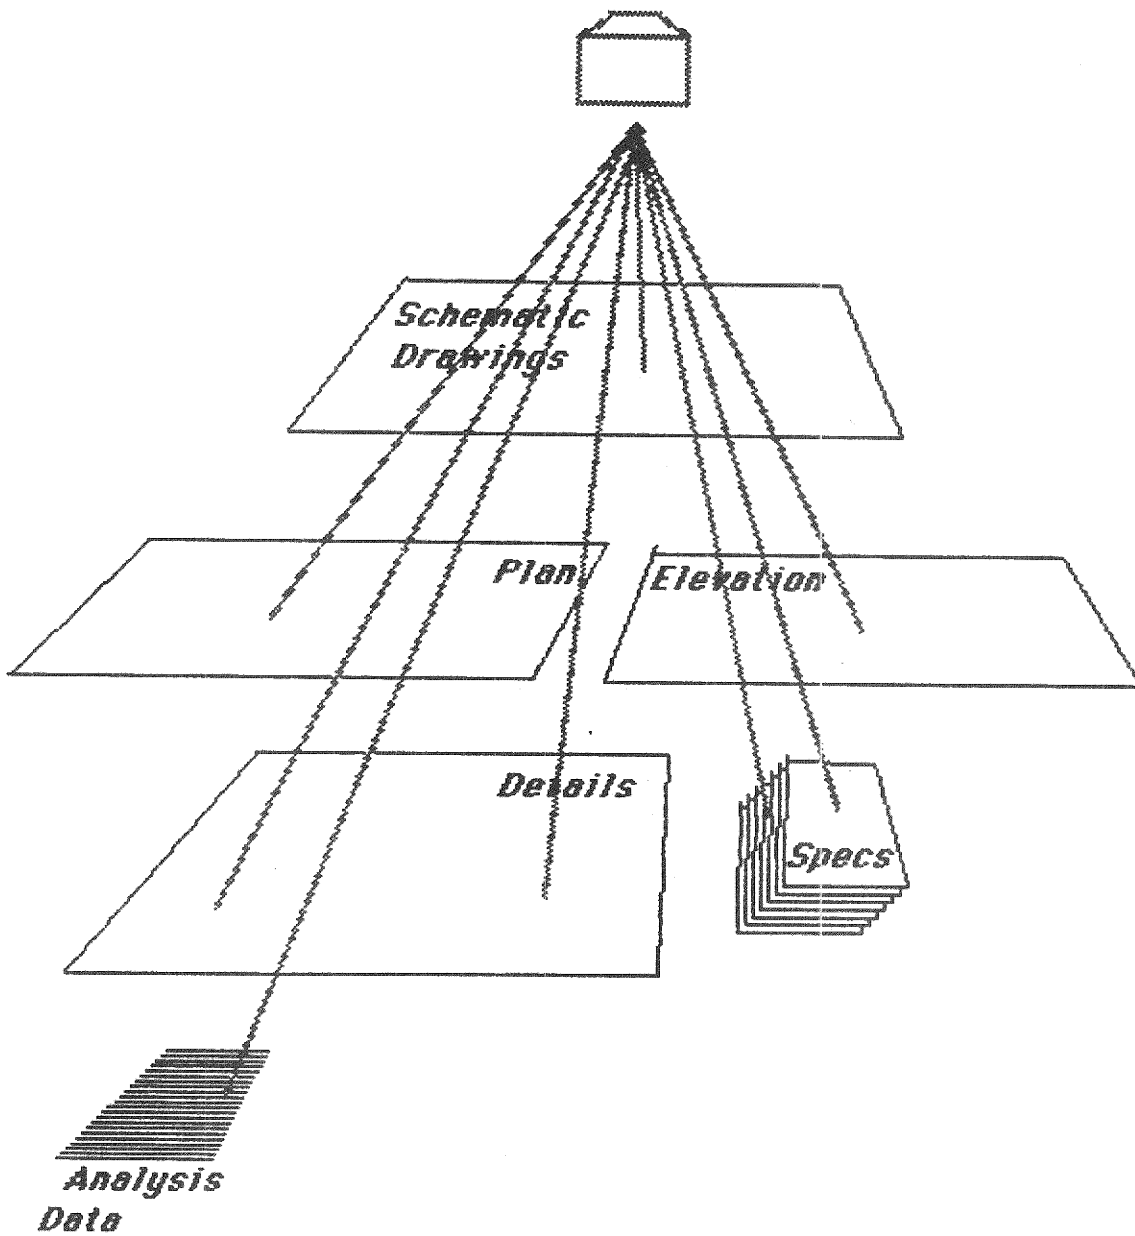 Schematic
Drawings
Plan
Elevation
Details
Specs
Analysis
Data